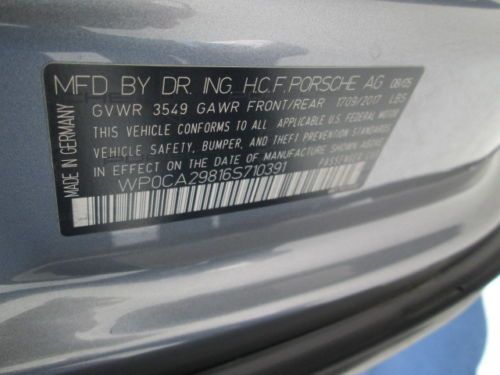 MFD BY DR. ING. H.C.F. PORSCHE AG 08/05
GVWR 3549 GAWR FRONT/REAR 1709/2017 LBS
THIS VEHICLE CONFORMS TO ALL APPLICABLE FEDERAL MOTOR
VEHICLE SAFETY, BUMPER, AND THEFT PREVENTION STANDARDS
IN EFFECT ON THE DATE OF MANUFACTURE SHOWN ABOVE.
WP0CA29816S710391 PASSENGER CAR
MADE IN GERMANY